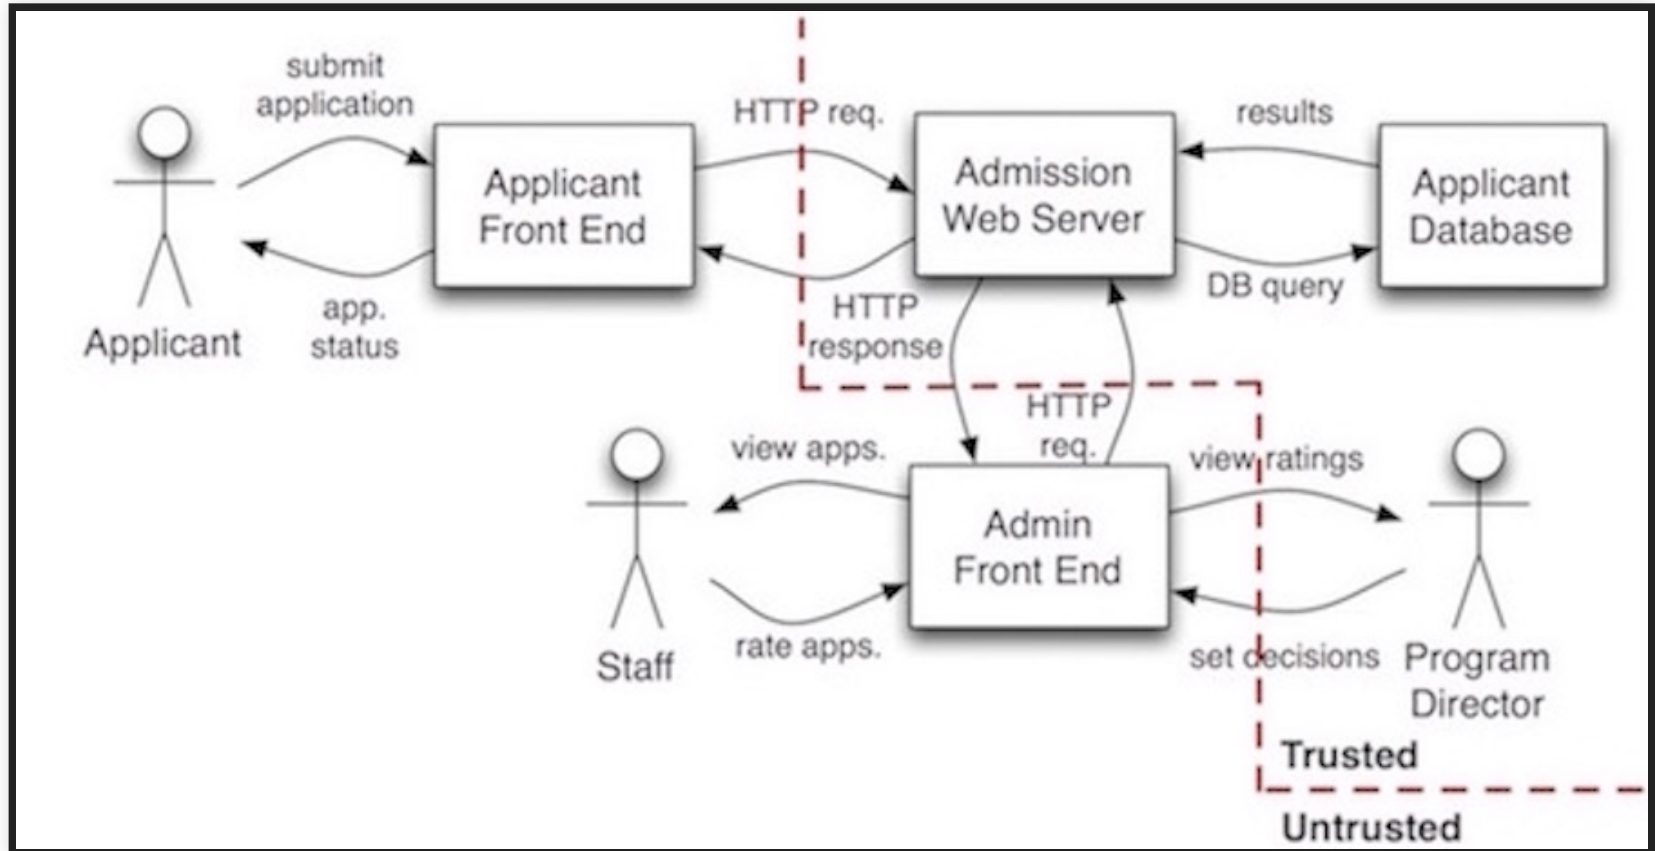 submit
application
HTTP req.
results
Applicant
Front End
Admission
Web Server
Applicant
Database
DB query
Applicant
app.
status
HTTP
response
HTTP
req.
view apps.
view ratings
Admin
Front End
rate apps.
Staff
set decisions
Program
Director
Trusted
Untrusted